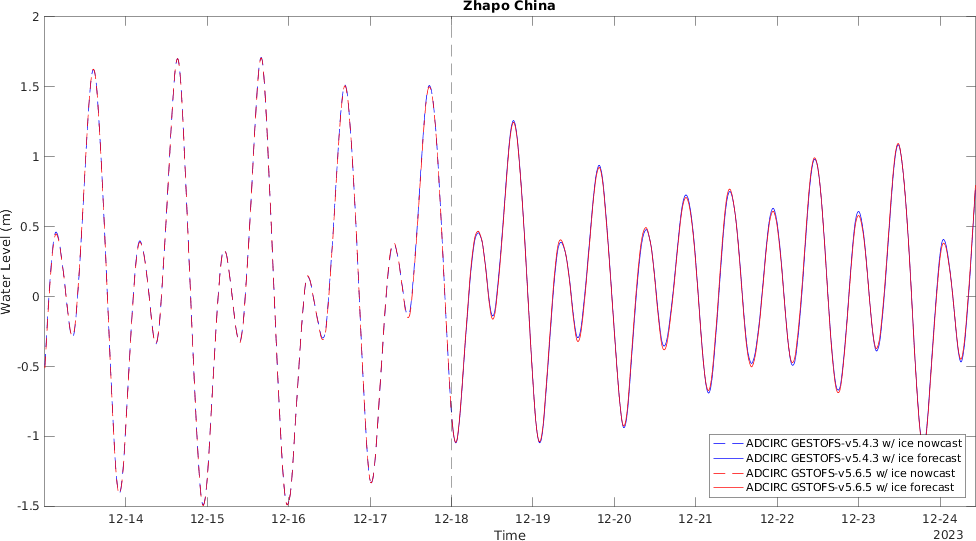 Zhapo China
Water Level (m)
2
1.5
1
0.5
0
-0.5
-1
-1.5
12-14 12-15 12-16 12-17 12-18 12-19 12-20 12-21 12-22 12-23 12-24
Time
2023
ADCIRC GESTOFS-v5.4.3 w/ ice nowcast
ADCIRC GESTOFS-v5.4.3 w/ ice forecast
ADCIRC GSTOFS-v5.6.5 w/ ice nowcast
ADCIRC GSTOFS-v5.6.5 w/ ice forecast